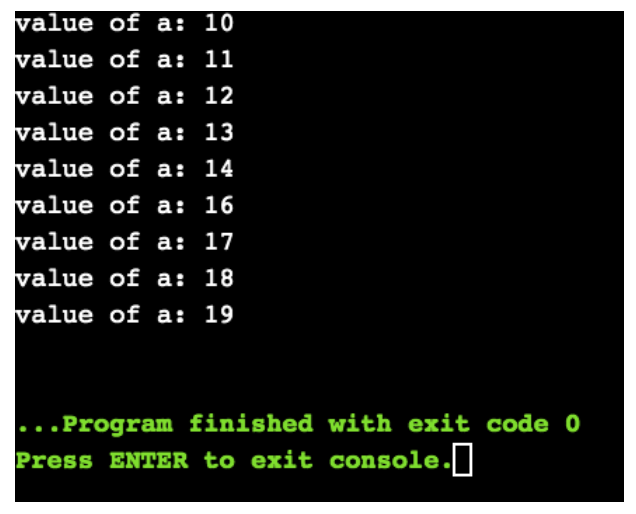 value of a: 10
value of a: 11
value of a: 12
value of a: 13
value of a: 14
value of a: 16
value of a: 17
value of a: 18
value of a: 19
...Program finished with exit code 0
Press ENTER to exit console.